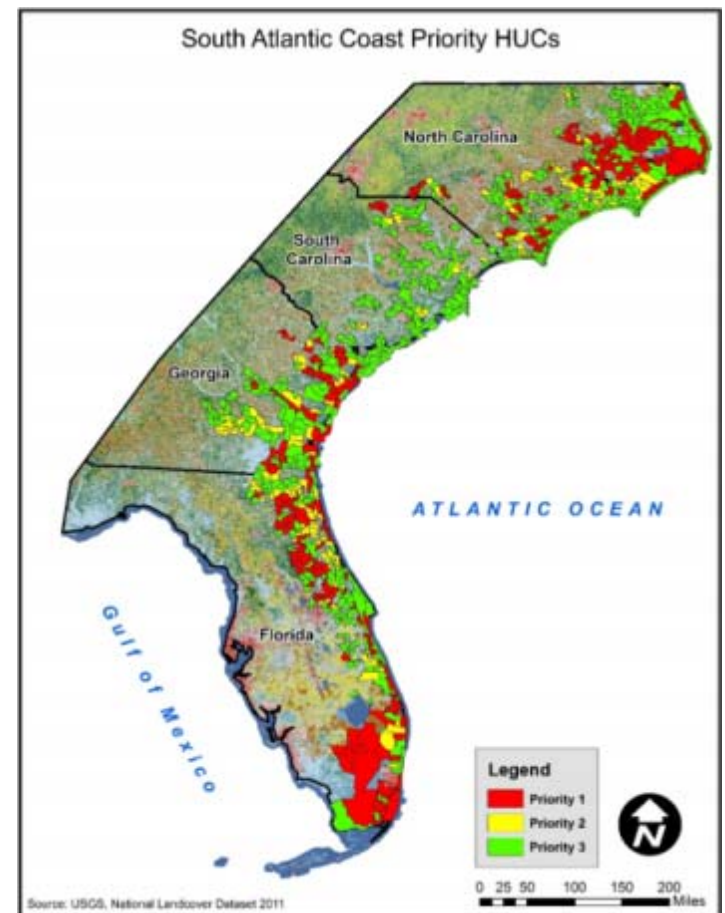 South Atlantic Coast Priority HUCs
North Carolina
South
Carolina
Georgia
ATLANTIC OCEAN
Gulf of Mexico
Florida
Legend
Priority 1
Priority 2
Priority 3
N
0 25 50 100 150 200
Miles
Source: USGS, National Landcover Dataset 2011